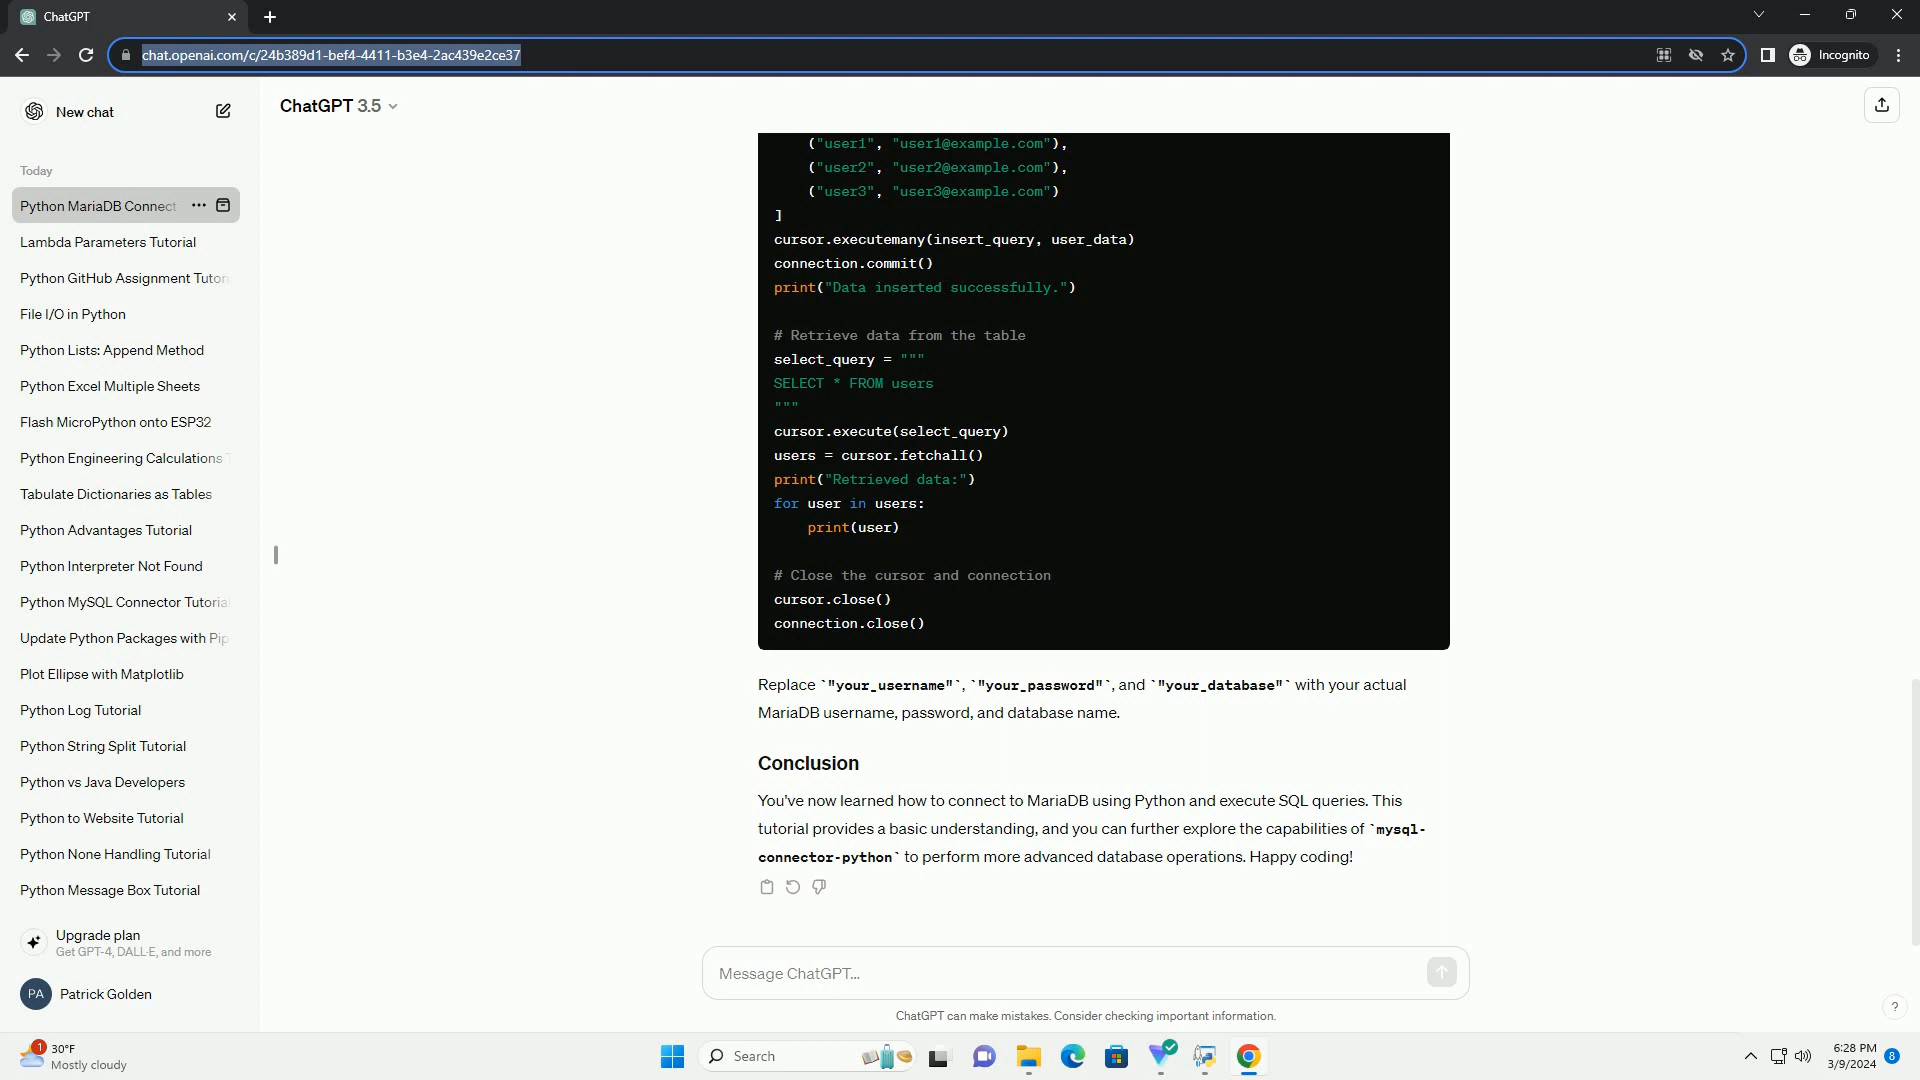 ChatGPT
chat.openai.com/c/24b389d1-bef4-4411-b3e4-2ac439e2ce37
Incognito
New chat
Today
Python MariaDB Connect
Lambda Parameters Tutorial
Python GitHub Assignment Tutor
File I/O in Python
Python Lists: Append Method
Python Excel Multiple Sheets
Flash MicroPython onto ESP32
Python Engineering Calculations T
Tabulate Dictionaries as Tables
Python Advantages Tutorial
Python Interpreter Not Found
Python MySQL Connector Tutorial
Update Python Packages with Pip
Plot Ellipse with Matplotlib
Python Log Tutorial
Python String Split Tutorial
Python vs Java Developers
Python to Website Tutorial
Python None Handling Tutorial
Python Message Box Tutorial
Upgrade plan
Get GPT-4, DALL·E, and more
PA Patrick Golden
ChatGPT 3.5
("user1", "user1@example.com"),
("user2", "user2@example.com"),
("user3", "user3@example.com")
]
cursor.executemany(insert_query, user_data)
connection.commit()
print("Data inserted successfully.")
# Retrieve data from the table
select_query = """
SELECT * FROM users
"""
cursor.execute(select_query)
users = cursor.fetchall()
print("Retrieved data:")
for user in users:
print(user)
# Close the cursor and connection
cursor.close()
connection.close()
Replace `"your_username"`, `"your_password"`, and `"your_database"` with your actual
MariaDB username, password, and database name.
Conclusion
You've now learned how to connect to MariaDB using Python and execute SQL queries. This
tutorial provides a basic understanding, and you can further explore the capabilities of `mysql-
connector-python` to perform more advanced database operations. Happy coding!
Message ChatGPT...
ChatGPT can make mistakes. Consider checking important information.
?
1
30°F
Mostly cloudy
Search
6:28 PM
3/9/2024
8